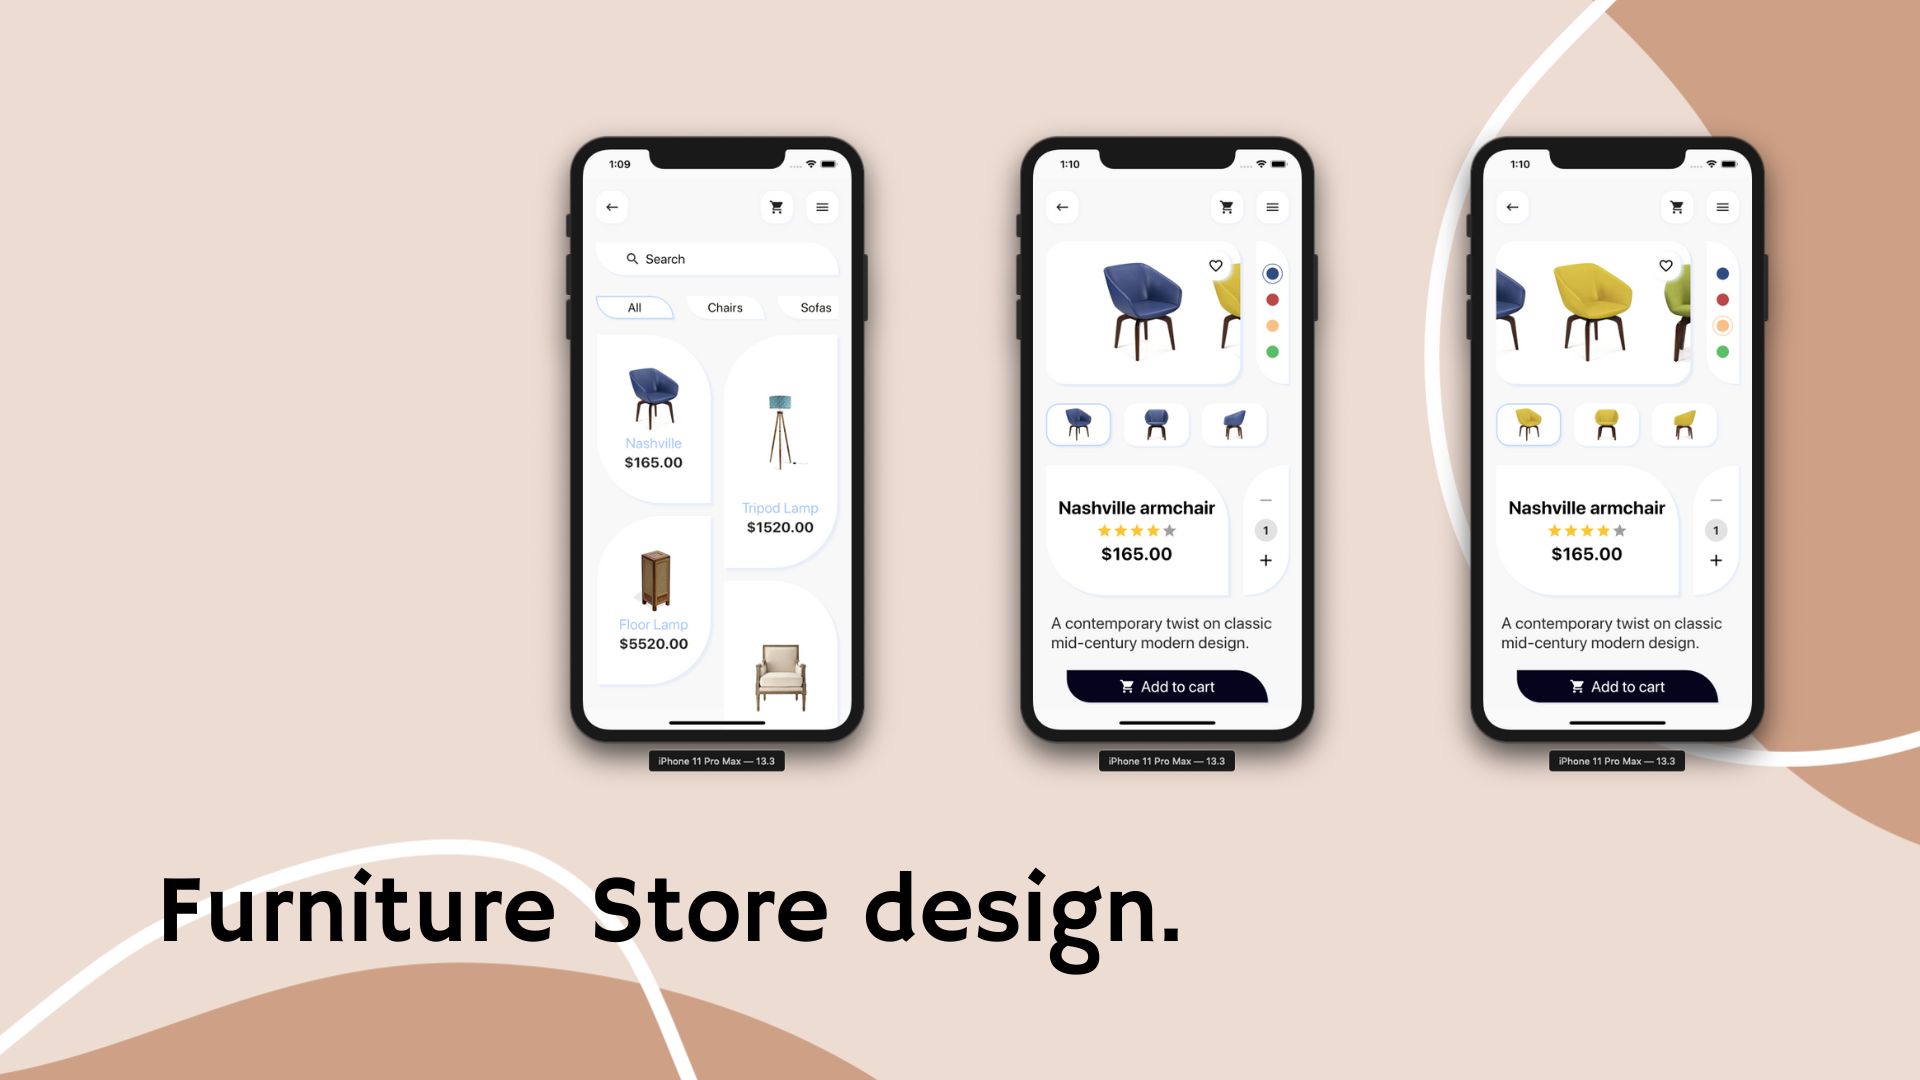 1:09
Search
All Chairs Sofas
Nashville
$165.00
Tripod Lamp
$1520.00
Floor Lamp
$5520.00
iPhone 11 Pro Max — 13.3
1:10
Nashville armchair
$165.00
1
A contemporary twist on classic
mid-century modern design.
Add to cart
iPhone 11 Pro Max — 13.3
1:10
Nashville armchair
$165.00
1
A contemporary twist on classic
mid-century modern design.
Add to cart
iPhone 11 Pro Max — 13.3
Furniture Store design.